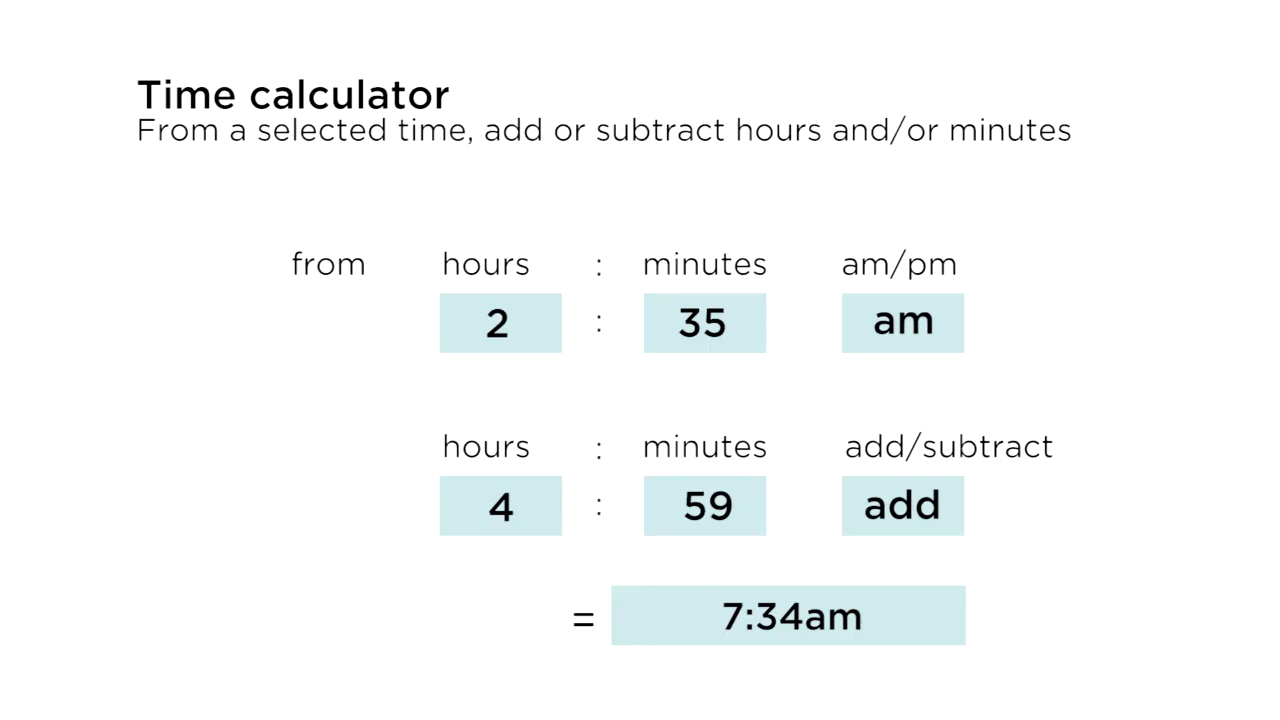 Time calculator
From a selected time, add or subtract hours and/or minutes
from hours : minutes am/pm
2 : 35 am
hours : minutes add/subtract
4 : 59 add
= 7:34am